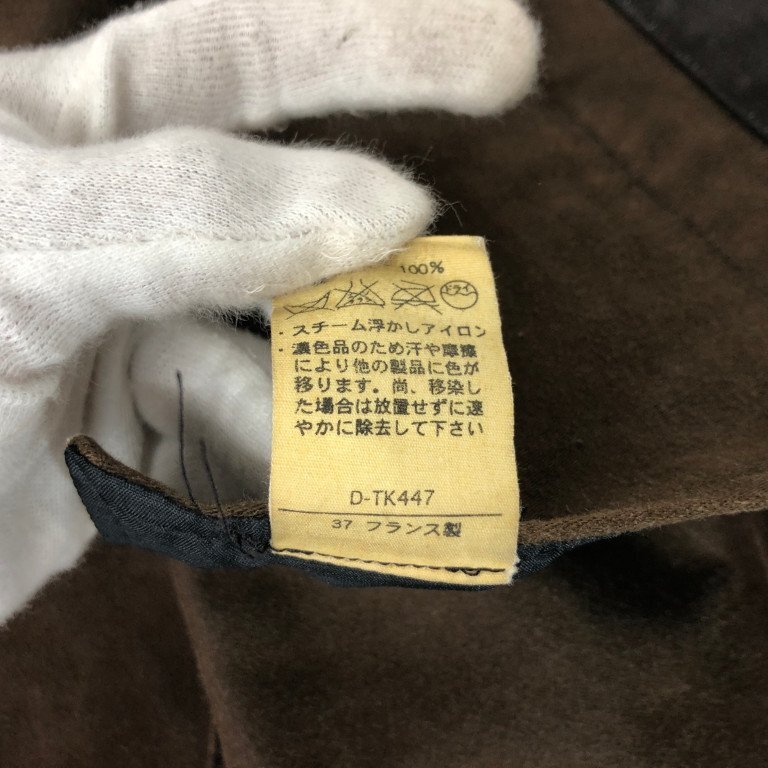 100%
ドライ
・スチーム浮かしアイロン
・濃色品のため汗や摩擦
により他の製品に色が
移ります。尚、移染し
た場合は放置せずに速
やかに除去して下さい
D-TK447
37 フランス製